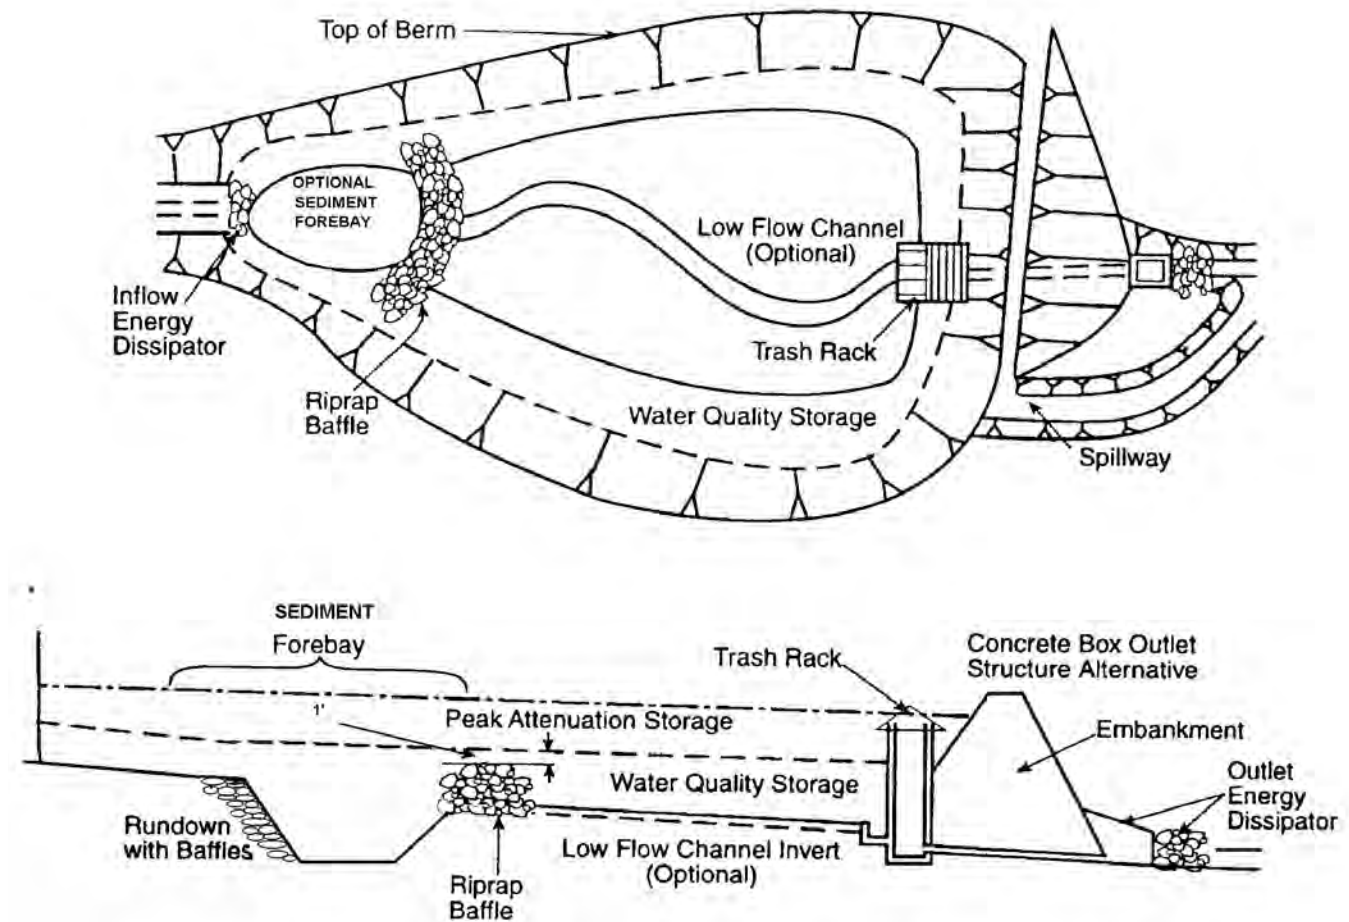 Top of Berm
OPTIONAL
SEDIMENT
FOREBAY
Low Flow Channel
(Optional)
Inflow
Energy
Dissipator
Trash Rack
Riprap
Baffle
Water Quality Storage
Spillway
SEDIMENT
Forebay
Trash Rack
Concrete Box Outlet
Structure Alternative
1'
Peak Attenuation Storage
Embankment
Water Quality Storage
Outlet
Energy
Dissipator
Rundown
with Baffles
Low Flow Channel Invert
(Optional)
Riprap
Baffle